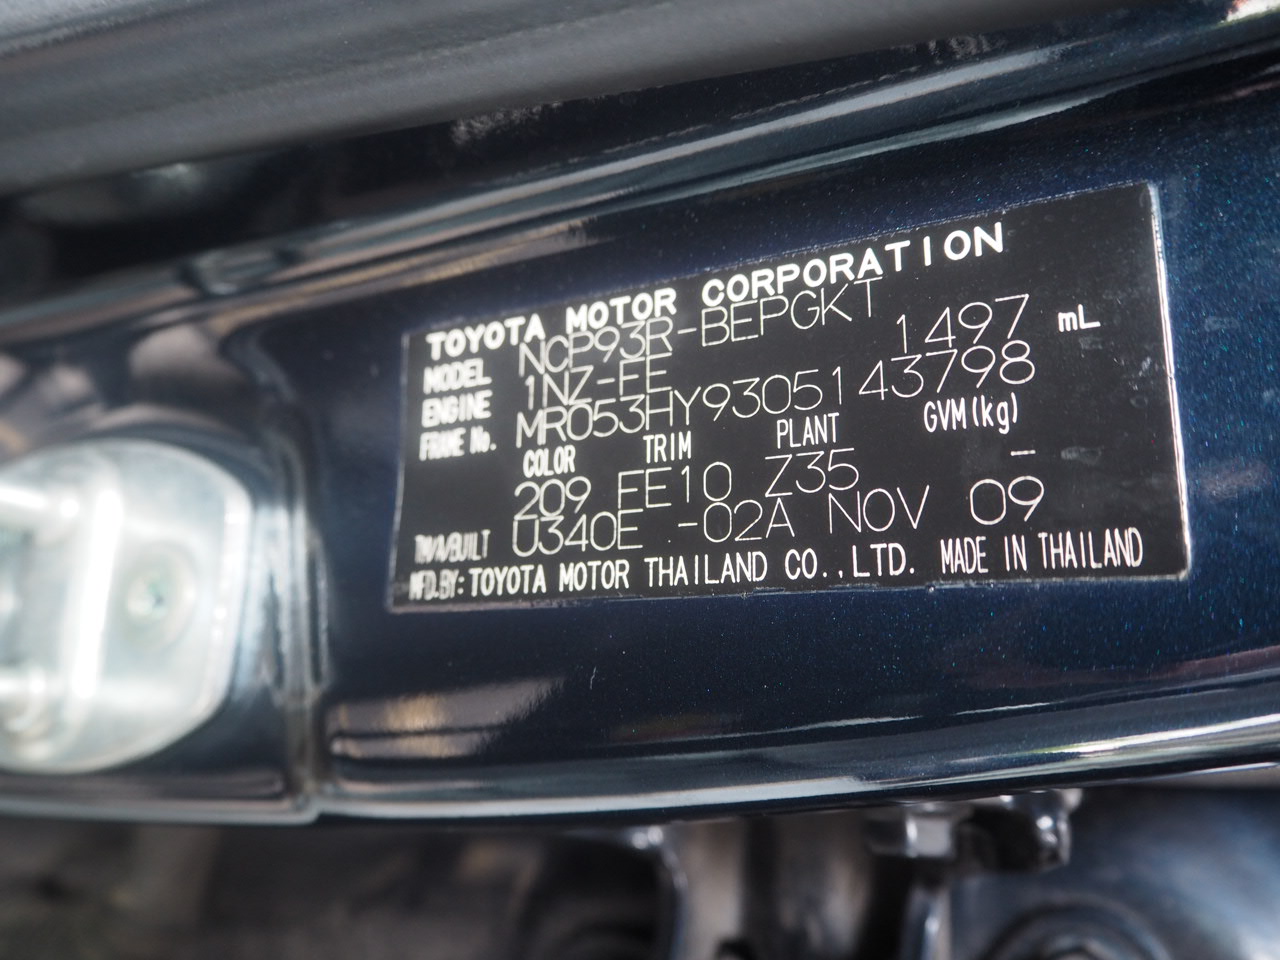 TOYOTA MOTOR CORPORATION
MODEL NCP93R-BEPGKT
ENGINE 1NZ-FE 1497 mL
FRAME No. MR053HY9305143798
COLOR TRIM PLANT GVM(kg)
209 FE10 Z35 –
T/M/A/BUILT U340E -02A NOV 09
MFD.BY: TOYOTA MOTOR THAILAND CO.,LTD. MADE IN THAILAND